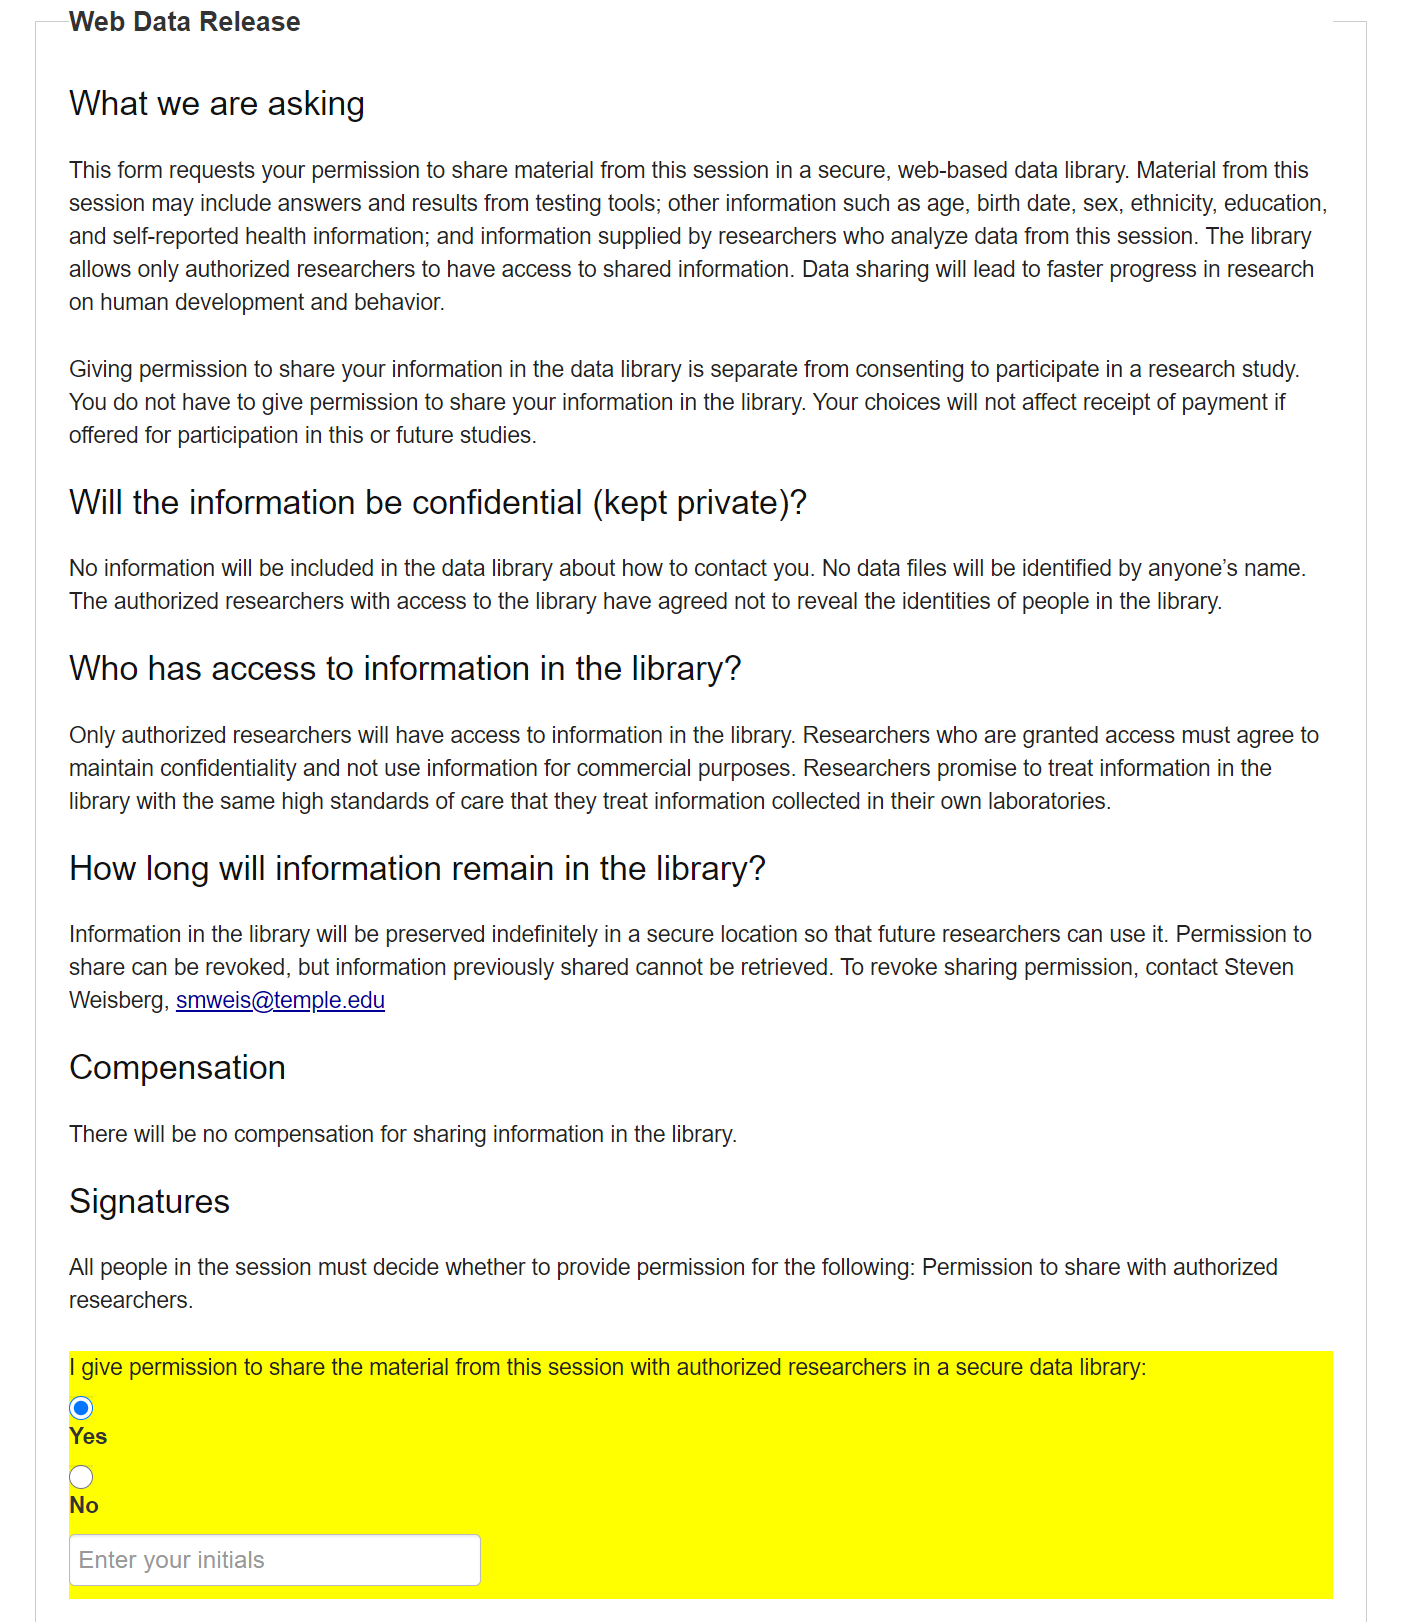 Web Data Release
What we are asking
This form requests your permission to share material from this session in a secure, web-based data library. Material from this
session may include answers and results from testing tools; other information such as age, birth date, sex, ethnicity, education,
and self-reported health information; and information supplied by researchers who analyze data from this session. The library
allows only authorized researchers to have access to shared information. Data sharing will lead to faster progress in research
on human development and behavior.
Giving permission to share your information in the data library is separate from consenting to participate in a research study.
You do not have to give permission to share your information in the library. Your choices will not affect receipt of payment if
offered for participation in this or future studies.
Will the information be confidential (kept private)?
No information will be included in the data library about how to contact you. No data files will be identified by anyone’s name.
The authorized researchers with access to the library have agreed not to reveal the identities of people in the library.
Who has access to information in the library?
Only authorized researchers will have access to information in the library. Researchers who are granted access must agree to
maintain confidentiality and not use information for commercial purposes. Researchers promise to treat information in the
library with the same high standards of care that they treat information collected in their own laboratories.
How long will information remain in the library?
Information in the library will be preserved indefinitely in a secure location so that future researchers can use it. Permission to
share can be revoked, but information previously shared cannot be retrieved. To revoke sharing permission, contact Steven
Weisberg, smweis@temple.edu
Compensation
There will be no compensation for sharing information in the library.
Signatures
All people in the session must decide whether to provide permission for the following: Permission to share with authorized
researchers.
I give permission to share the material from this session with authorized researchers in a secure data library:
Yes
No
Enter your initials